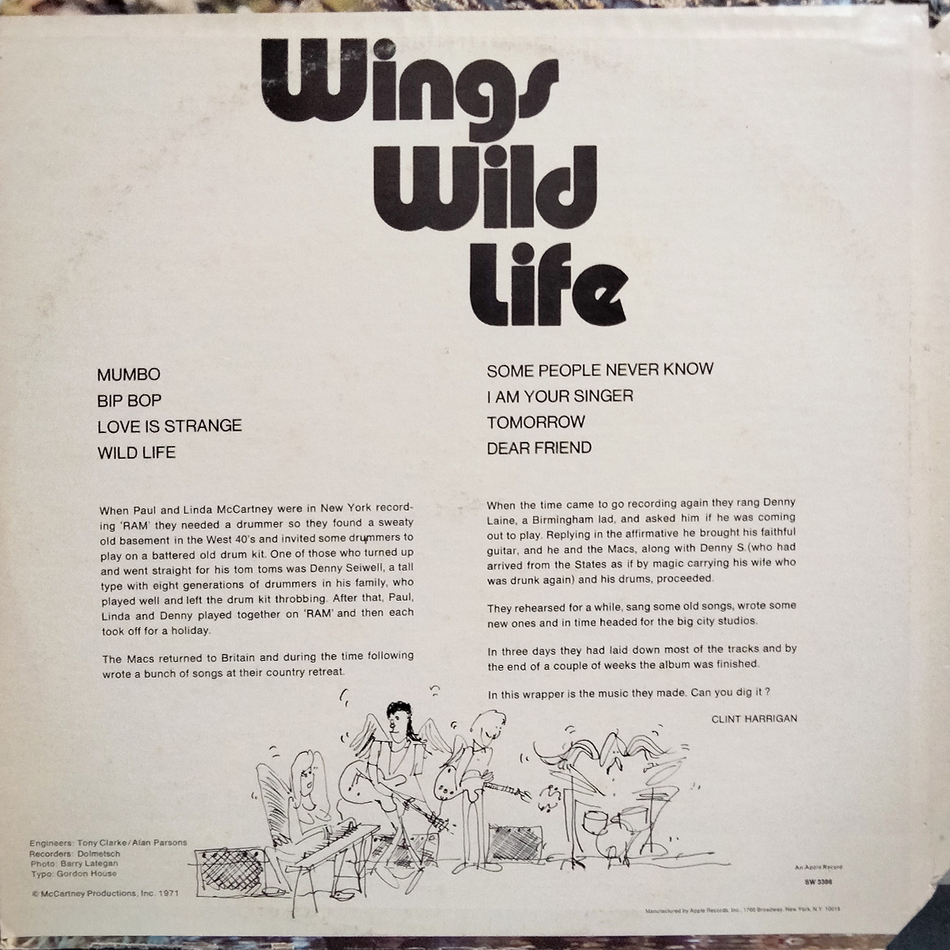 Wings
Wild
Life
MUMBO
BIP BOP
LOVE IS STRANGE
WILD LIFE
SOME PEOPLE NEVER KNOW
I AM YOUR SINGER
TOMORROW
DEAR FRIEND
When Paul and Linda McCartney were in New York record-
ing 'RAM' they needed a drummer so they found a sweaty
old basement in the West 40's and invited some drummers to
play on a battered old drum kit. One of those who turned up
and went straight for his tom toms was Denny Seiwell, a tall
type with eight generations of drummers in his family, who
played well and left the drum kit throbbing. After that, Paul,
Linda and Denny played together on 'RAM' and then each
took off for a holiday.
The Macs returned to Britain and during the time following
wrote a bunch of songs at their country retreat.
When the time came to go recording again they rang Denny
Laine, a Birmingham lad, and asked him if he was coming
out to play. Replying in the affirmative he brought his faithful
guitar, and he and the Macs, along with Denny S.(who had
arrived from the States as if by magic carrying his wife who
was drunk again) and his drums, proceeded.
They rehearsed for a while, sang some old songs, wrote some
new ones and in time headed for the big city studios.
In three days they had laid down most of the tracks and by
the end of a couple of weeks the album was finished.
In this wrapper is the music they made. Can you dig it?
CLINT HARRIGAN
Engineers: Tony Clarke/Alan Parsons
Recorders: Dolmetsch
Photo: Barry Lategan
Typo: Gordon House
© McCartney Productions, Inc. 1971
An Apple Record
SW 3386
Manufactured by Apple Records, Inc., 1700 Broadway, New York, N.Y. 10019